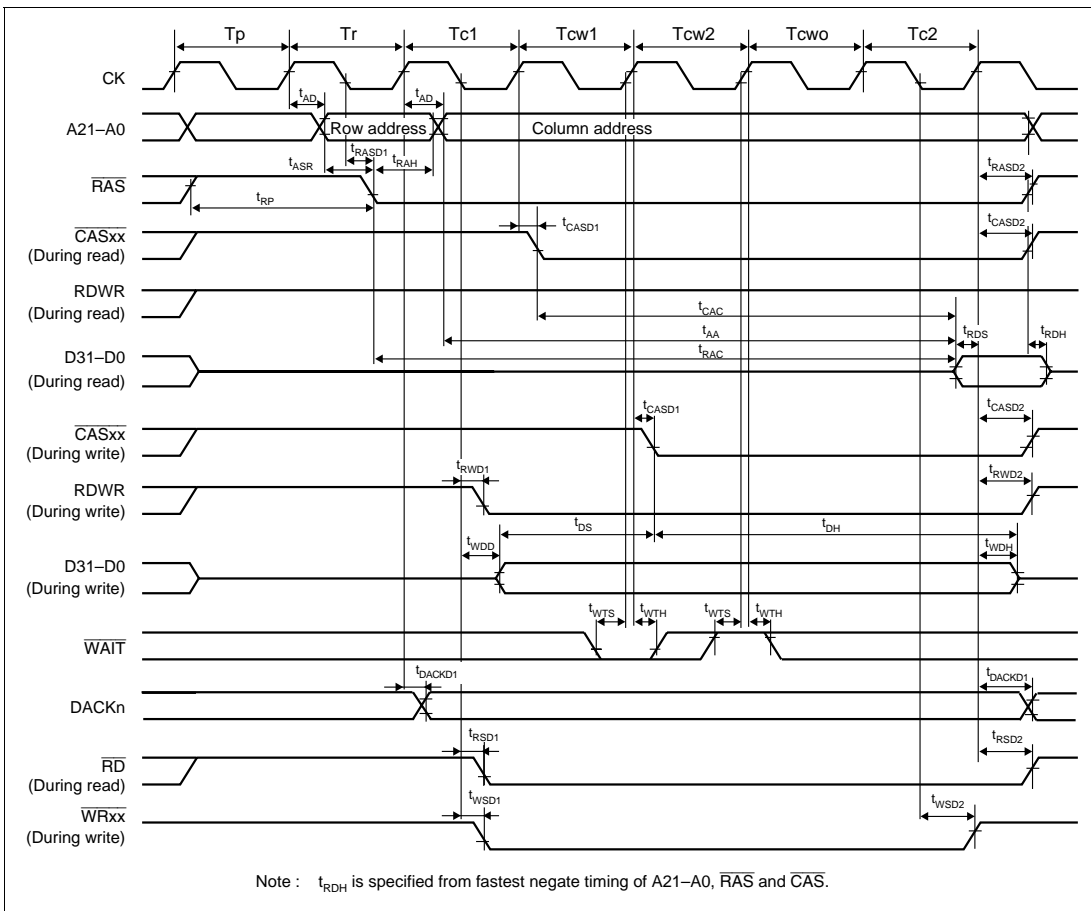 Tp Tr Tc1 Tcw1 Tcw2 Tcwo Tc2
CK
tAD tAD
A21–A0 Row address Column address
tRASD1
tASR tRAH tRASD2
RAS
tRP
tCASD1 tCASD2
CASxx
(During read)
RDWR
(During read)
tCAC
tAA tRDS tRDH
tRAC
D31–D0
(During read)
tCASD1 tCASD2
CASxx
(During write)
tRWD1 tRWD2
RDWR
(During write)
tDS tDH
tWDD tWDH
D31–D0
(During write)
tWTS tWTH tWTS tWTH
WAIT
tDACKD1 tDACKD1
DACKn
tRSD1 tRSD2
RD
(During read)
tWSD1 tWSD2
WRxx
(During write)
Note : tRDH is specified from fastest negate timing of A21–A0, RAS and CAS.